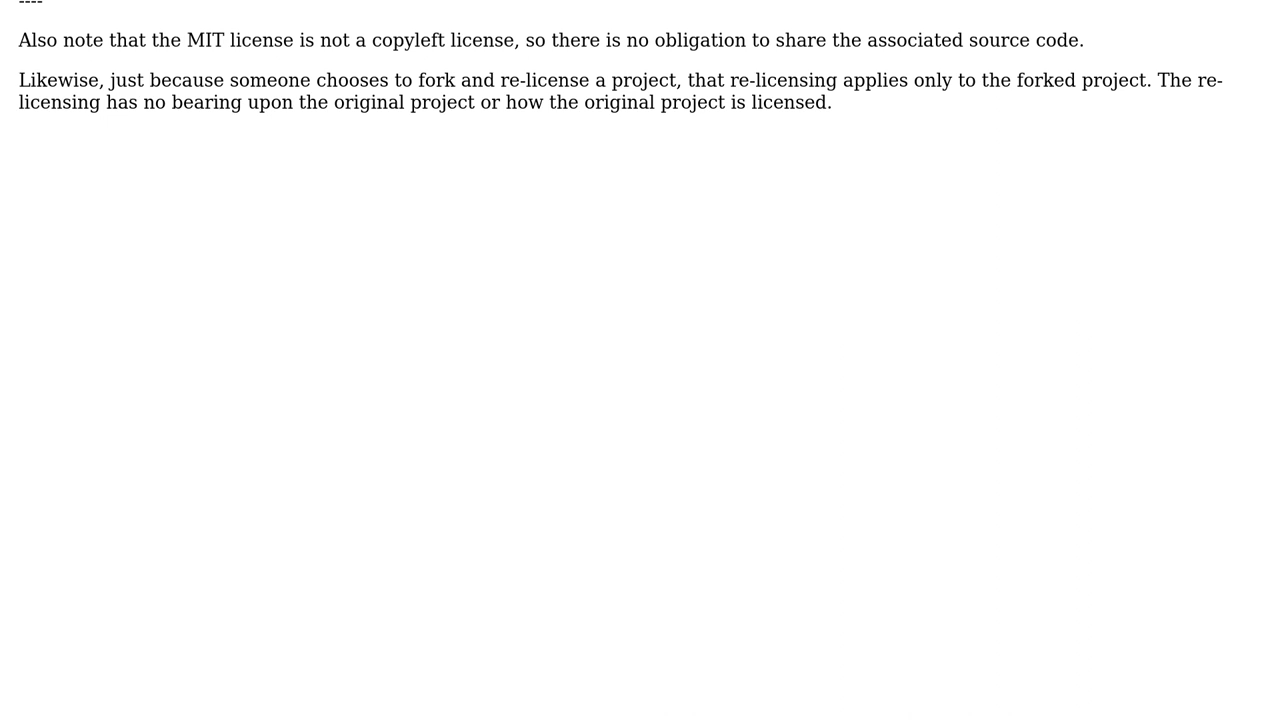 ----
Also note that the MIT license is not a copyleft license, so there is no obligation to share the associated source code.
Likewise, just because someone chooses to fork and re-license a project, that re-licensing applies only to the forked project. The re-
licensing has no bearing upon the original project or how the original project is licensed.